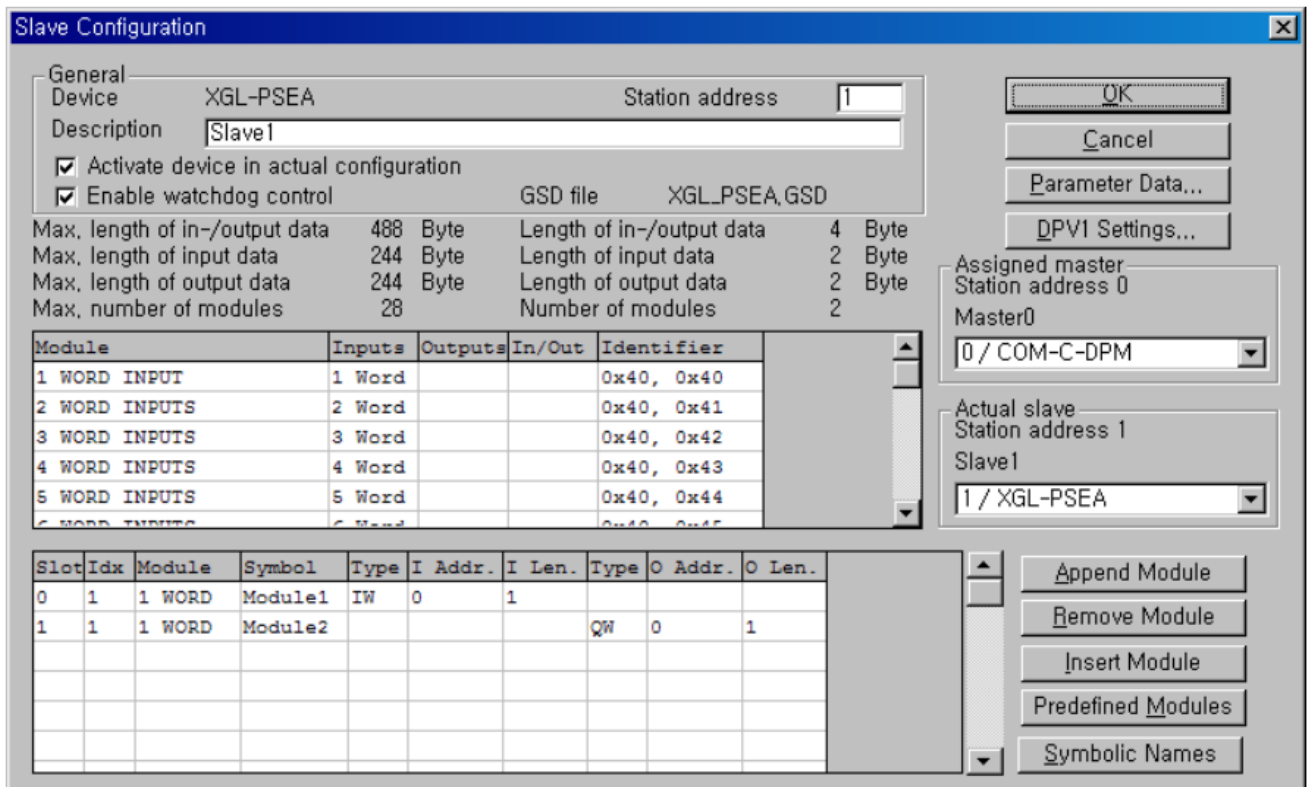 Slave Configuration
General
Device XGL-PSEA Station address 1
Description Slave1
Activate device in actual configuration
Enable watchdog control GSD file XGL_PSEA.GSD
Max. length of in-/output data 488 Byte Length of in-/output data 4 Byte
Max. length of input data 244 Byte Length of input data 2 Byte
Max. length of output data 244 Byte Length of output data 2 Byte
Max. number of modules 28 Number of modules 2
OK
Cancel
Parameter Data...
DPV1 Settings...
Assigned master
Station address 0
Master0
0 / COM-C-DPM
Actual slave
Station address 1
Slave1
1 / XGL-PSEA
Module Inputs Outputs In/Out Identifier
1 WORD INPUT 1 Word 0x40, 0x40
2 WORD INPUTS 2 Word 0x40, 0x41
3 WORD INPUTS 3 Word 0x40, 0x42
4 WORD INPUTS 4 Word 0x40, 0x43
5 WORD INPUTS 5 Word 0x40, 0x44
6 WORD INPUTS 6 Word 0x40, 0x45
Slot Idx Module Symbol Type I Addr. I Len. Type O Addr. O Len.
0 1 1 WORD Module1 IW 0 1
1 1 1 WORD Module2 QW 0 1
Append Module
Remove Module
Insert Module
Predefined Modules
Symbolic Names